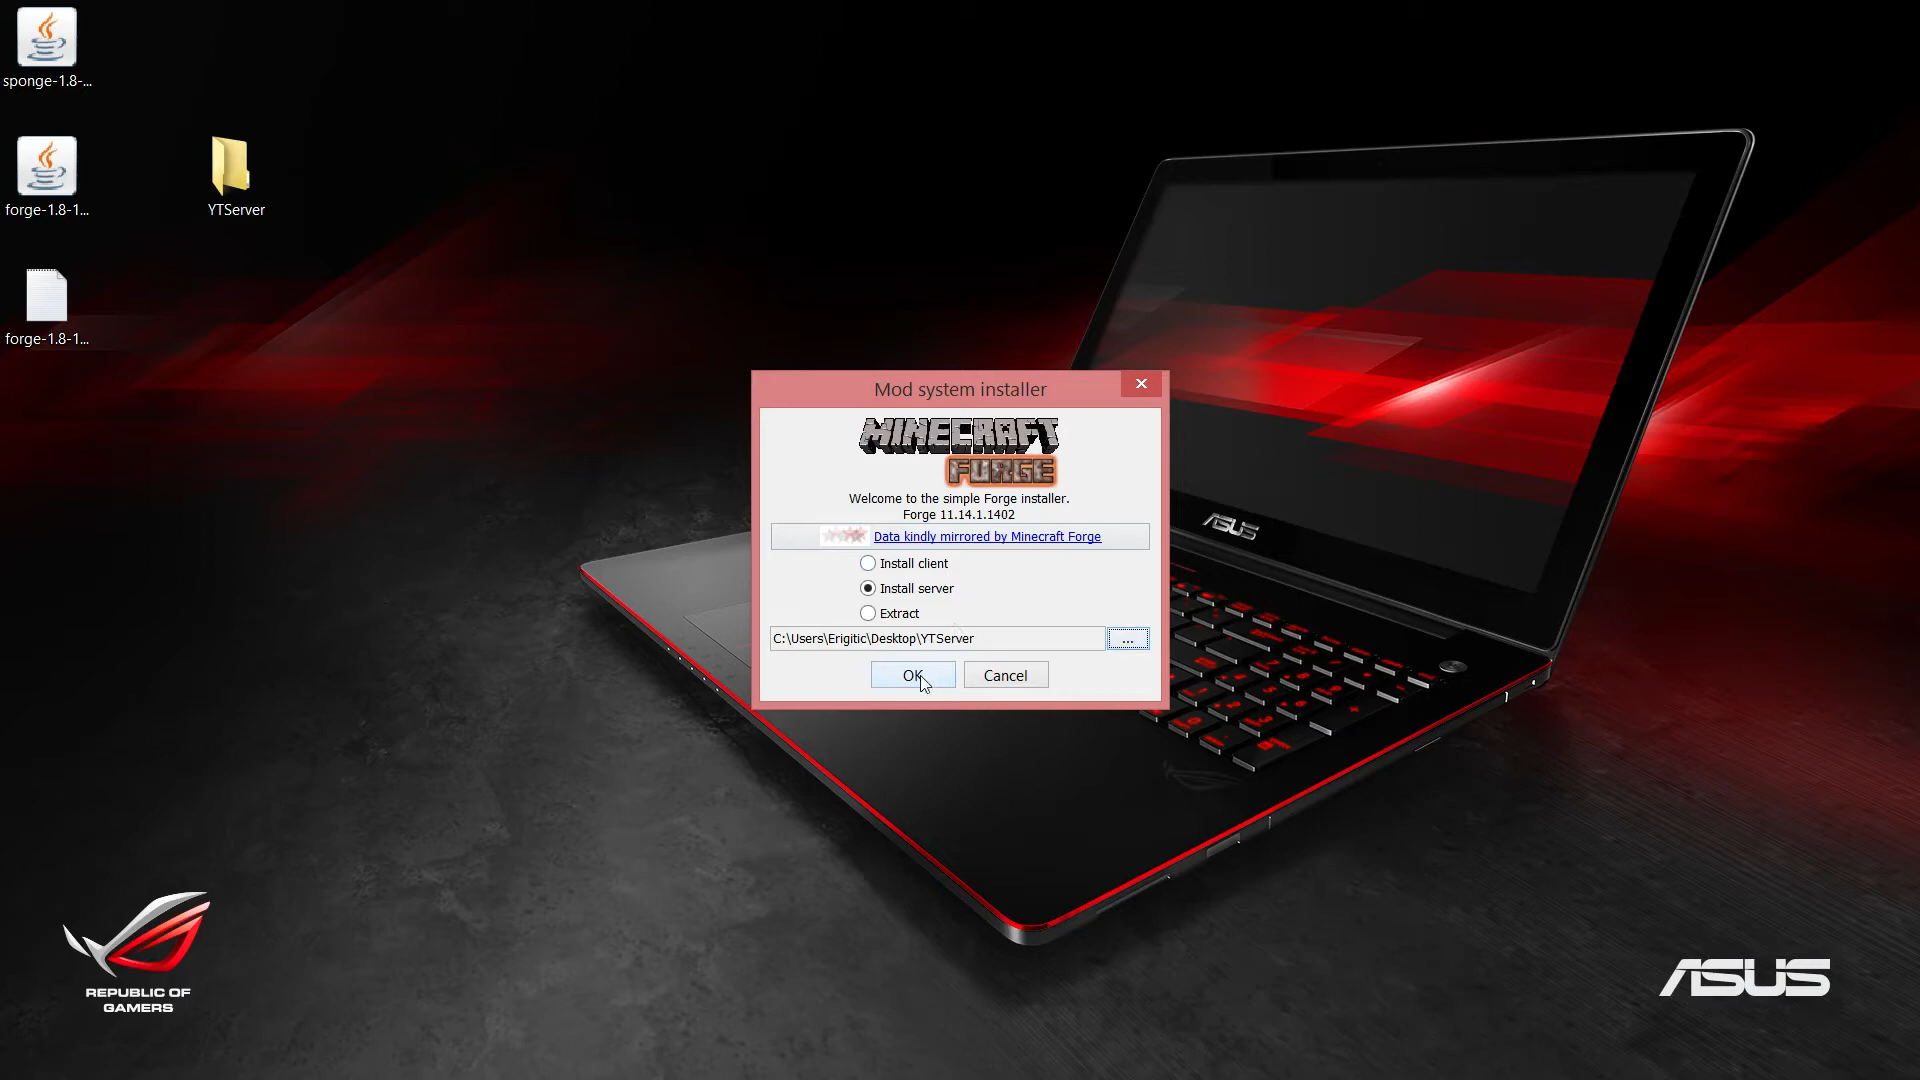 sponge-1.8-...
forge-1.8-1...
YTServer
forge-1.8-1...
Mod system installer
MINECRAFT
FORGE
Welcome to the simple Forge installer.
Forge 11.14.1.1402
Data kindly mirrored by Minecraft Forge
Install client
Install server
Extract
C:\Users\Erigitic\Desktop\YTServer
...
OK
Cancel
ASUS
REPUBLIC OF
GAMERS
ASUS